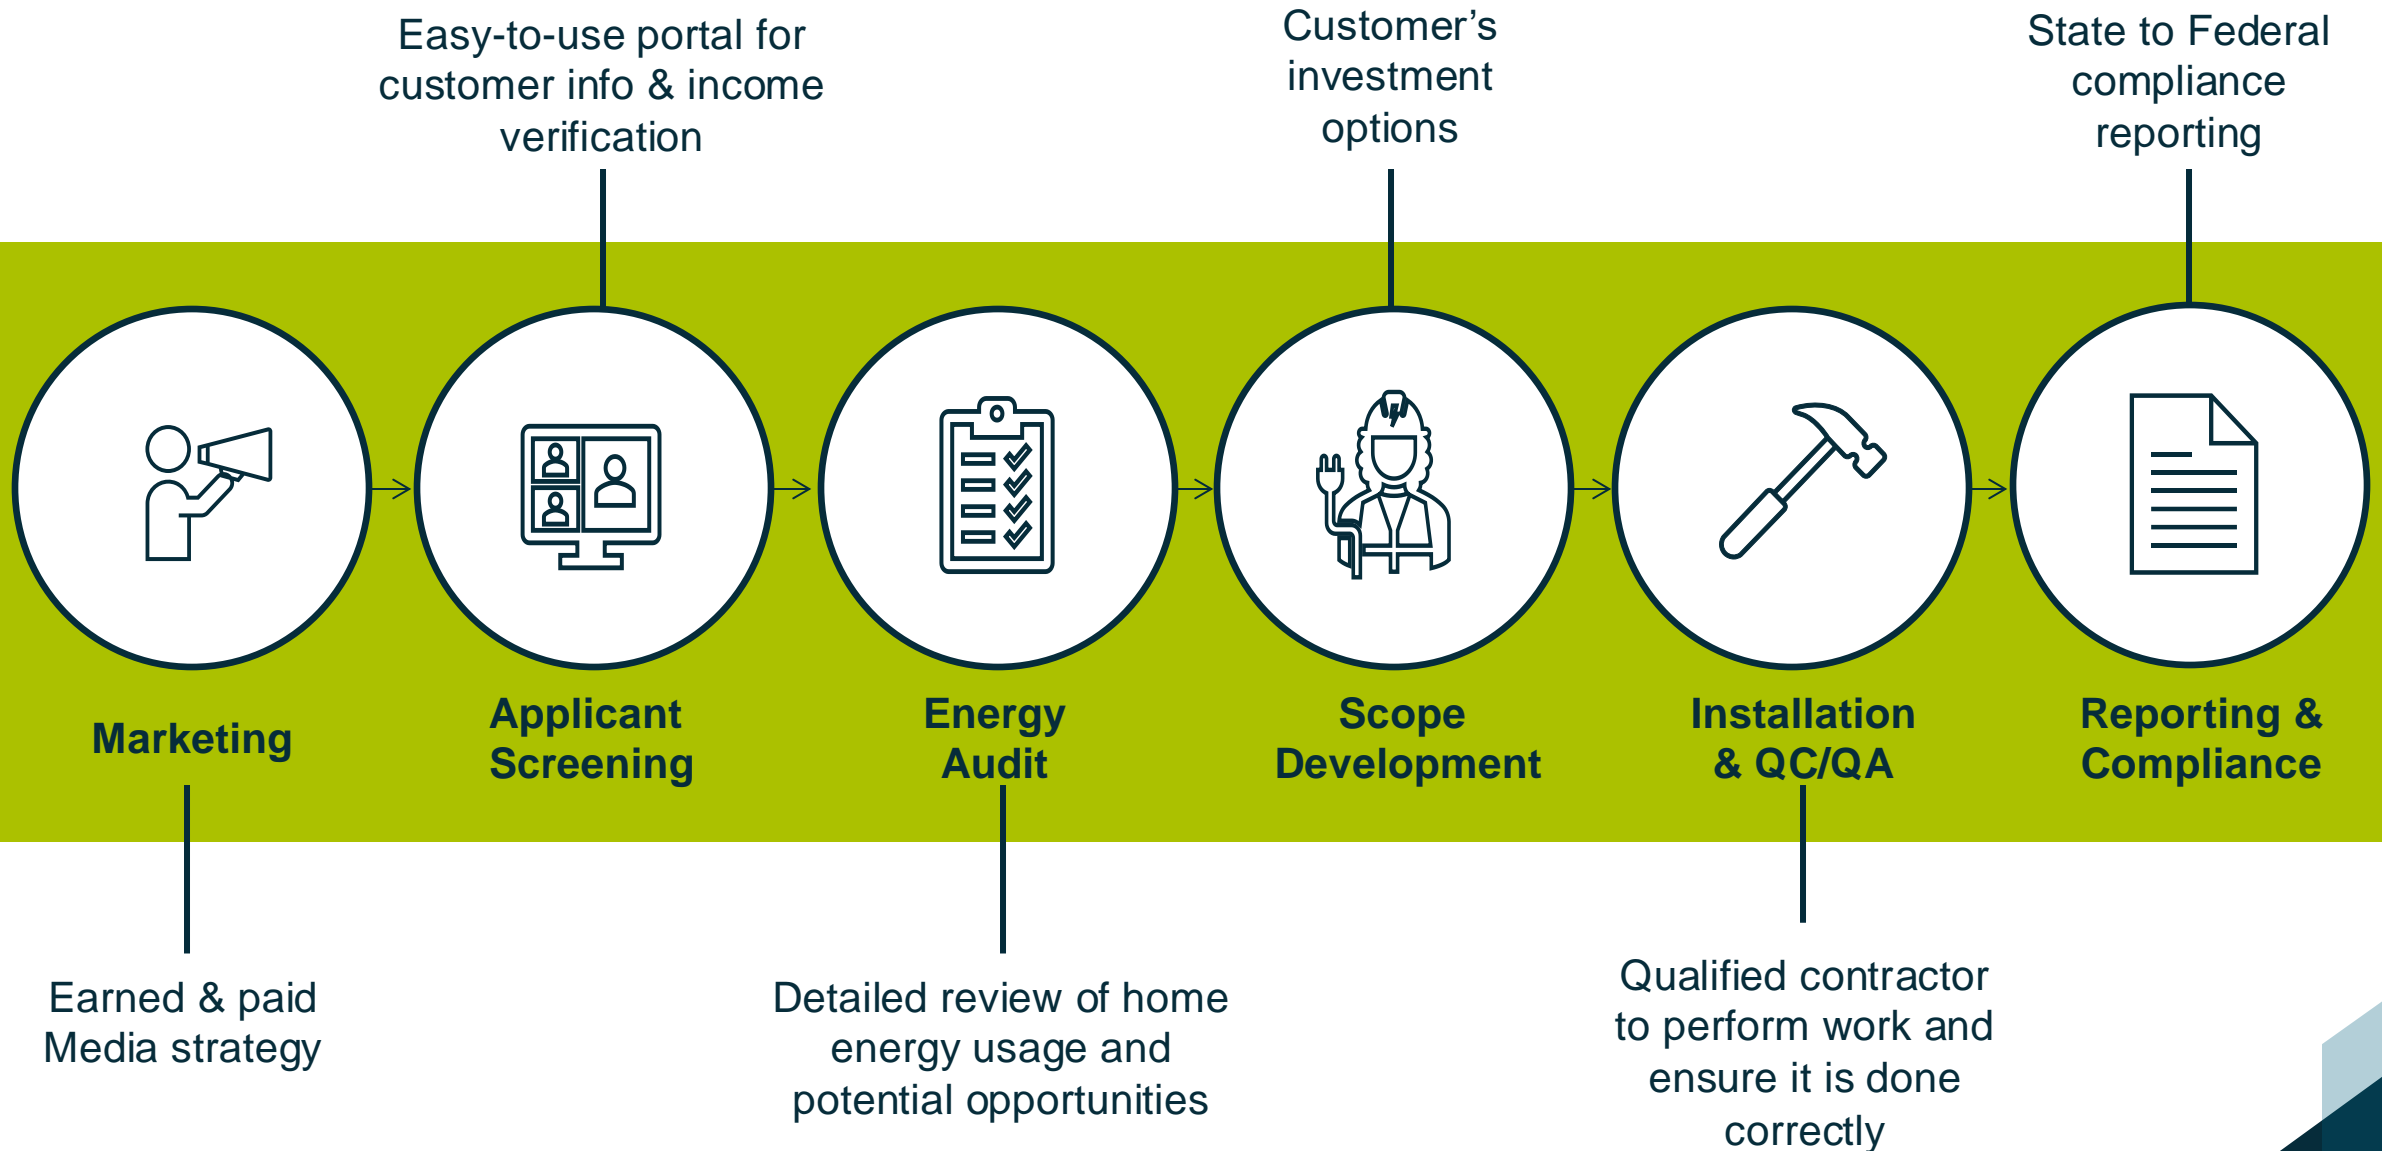 Easy-to-use portal for
customer info & income
verification
Customer’s
investment
options
State to Federal
compliance
reporting
Marketing
Applicant
Screening
Energy
Audit
Scope
Development
Installation
& QC/QA
Reporting &
Compliance
Earned & paid
Media strategy
Detailed review of home
energy usage and
potential opportunities
Qualified contractor
to perform work and
ensure it is done
correctly